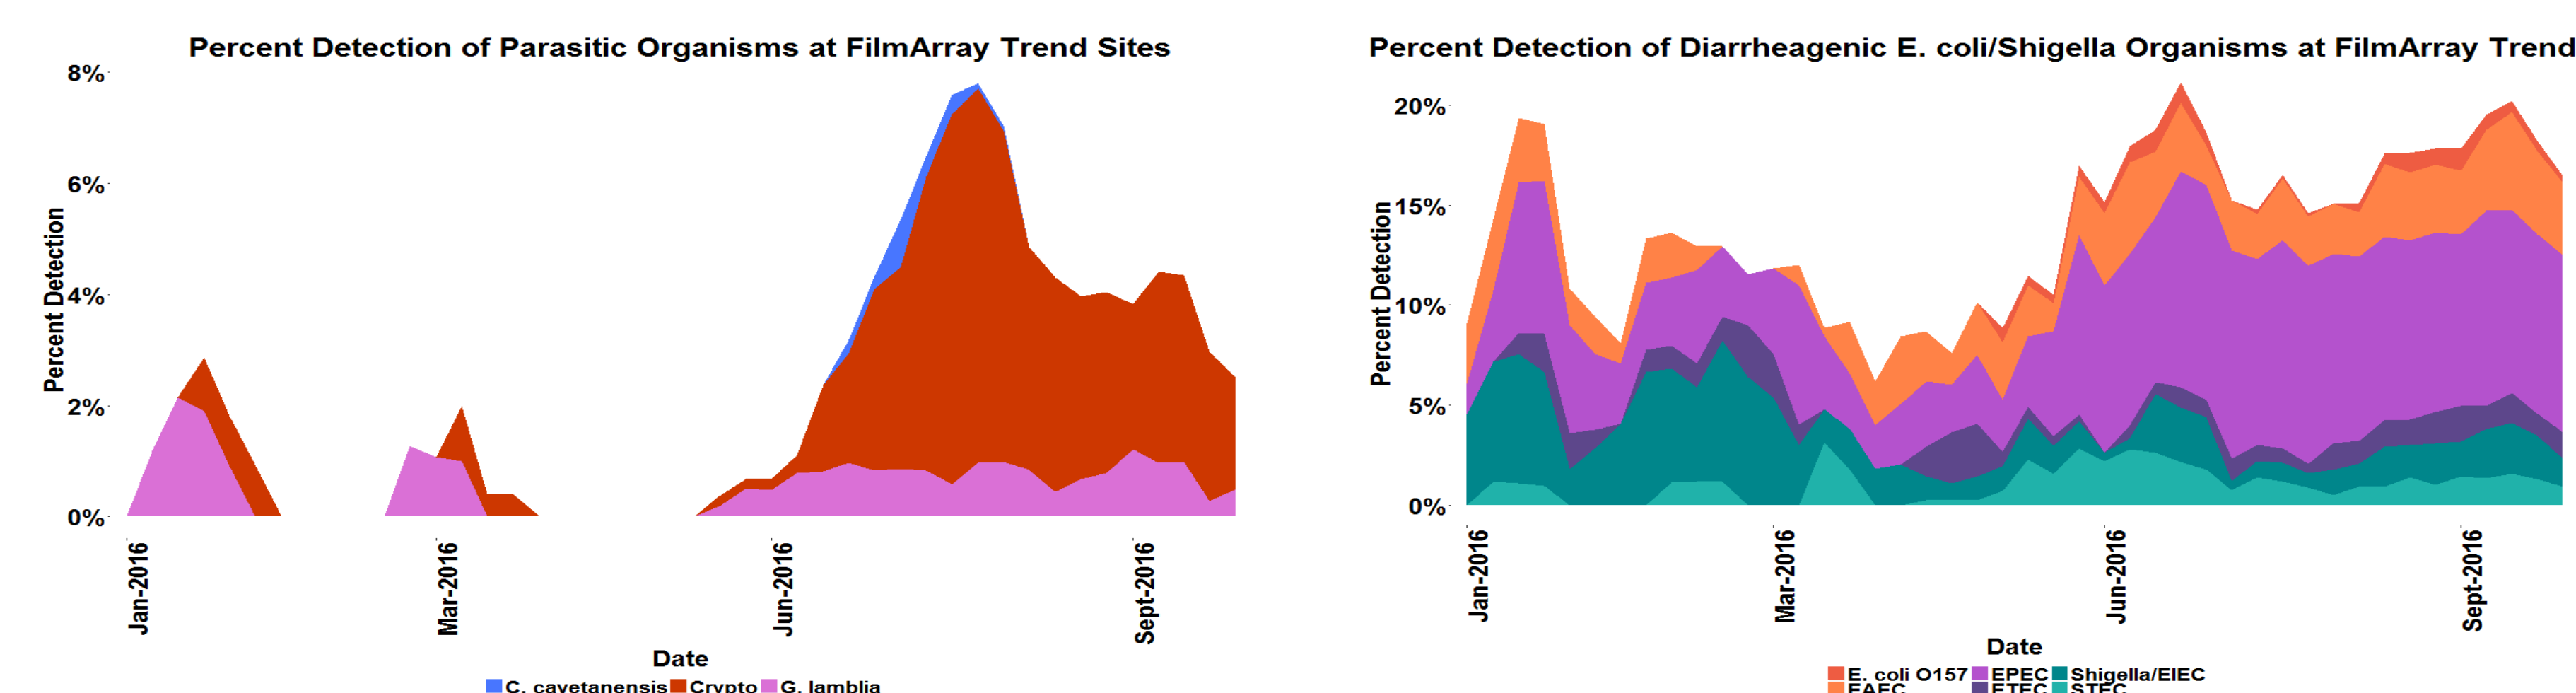 Percent Detection of Parasitic Organisms at FilmArray Trend Sites
8%
6%
4%
2%
0%
Percent Detection
Jan-2016
Mar-2016
Jun-2016
Sept-2016
Date
C. cayetanensis Crypto G. lamblia
Percent Detection of Diarrheagenic E. coli/Shigella Organisms at FilmArray Trend
20%
15%
10%
5%
0%
Percent Detection
Jan-2016
Mar-2016
Jun-2016
Sept-2016
Date
E. coli O157 EPEC Shigella/EIEC
EAEC ETEC STEC